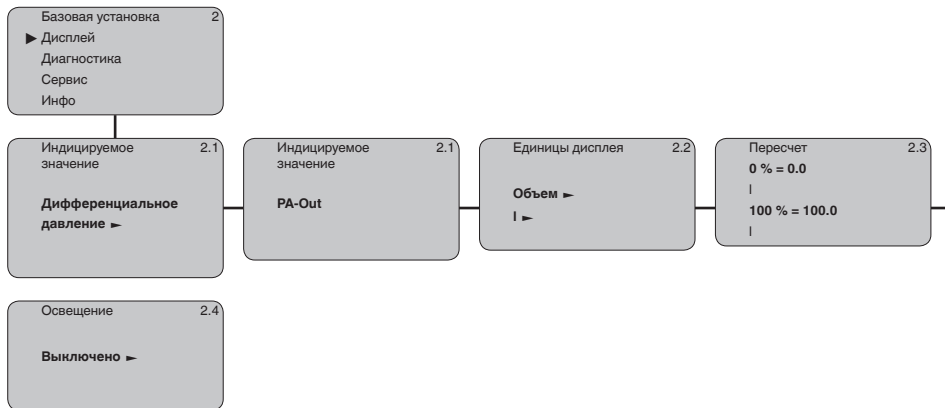 Базовая установка 2
▶ Дисплей
Диагностика
Сервис
Инфо
Индицируемое 2.1
значение
Дифференциальное
давление ►
Индицируемое 2.1
значение
PA-Out
Единицы дисплея 2.2
Объем ►
l ►
Пересчет 2.3
0 % = 0.0
l
100 % = 100.0
l
Освещение 2.4
Выключено ►